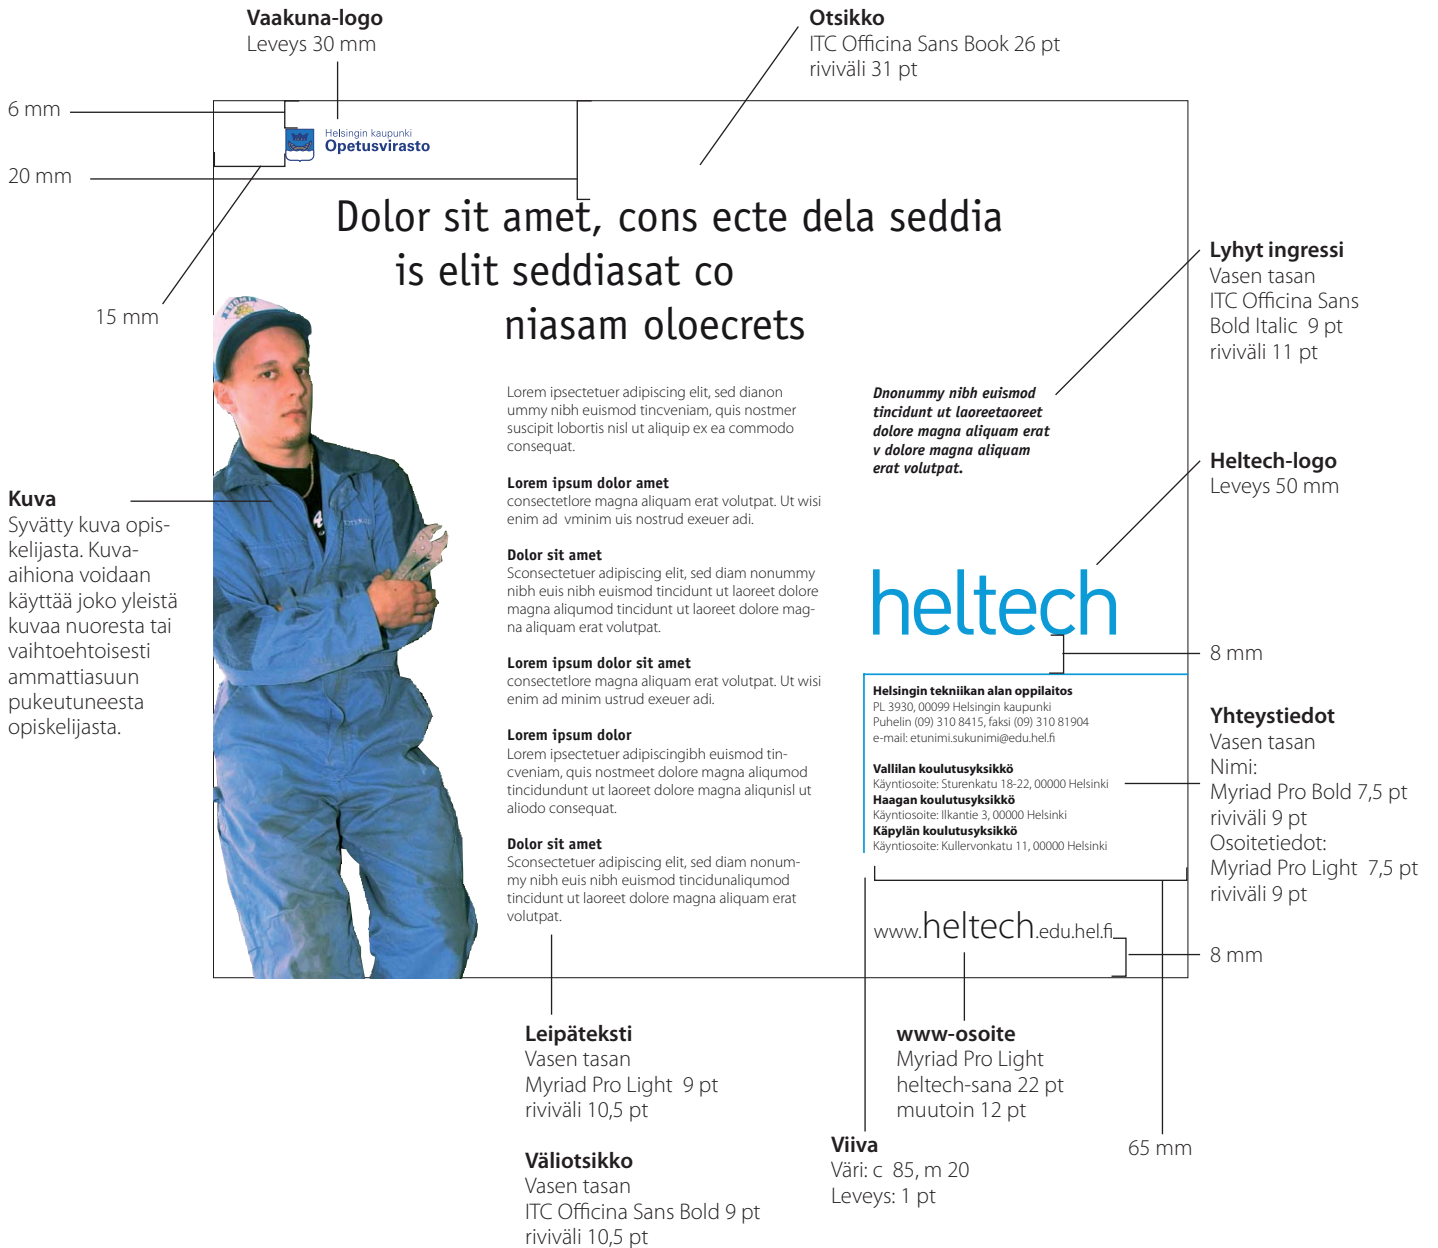 Vaakuna-logo
Leveys 30 mm
Otsikko
ITC Officina Sans Book 26 pt
riviväli 31 pt
6 mm
20 mm
15 mm
Helsingin kaupunki
Opetusvirasto
Dolor sit amet, cons ecte dela seddia
is elit seddiasat co
niasam oloecrets
Lyhyt ingressi
Vasen tasan
ITC Officina Sans
Bold Italic 9 pt
riviväli 11 pt
Kuva
Syvätty kuva opis-
kelijasta. Kuva-
aihiona voidaan
käyttää joko yleistä
kuvaa nuoresta tai
vaihtoehtoisesti
ammattiasuun
pukeutuneesta
opiskelijasta.
Lorem ipsectetuer adipiscing elit, sed dianon
ummy nibh euismod tincveniam, quis nostmer
suscipit lobortis nisl ut aliquip ex ea commodo
consequat.
Lorem ipsum dolor amet
consectetlore magna aliquam erat volutpat. Ut wisi
enim ad vminim uis nostrud exeuer adi.
Dolor sit amet
Sconsectetuer adipiscing elit, sed diam nonummy
nibh euis nibh euismod tincidunt ut laoreet dolore
magna aliqumod tincidunt ut laoreet dolore mag-
na aliquam erat volutpat.
Lorem ipsum dolor sit amet
consectetlore magna aliquam erat volutpat. Ut wisi
enim ad minim ustrud exeuer adi.
Lorem ipsum dolor
Lorem ipsectetuer adipiscingibh euismod tin-
cveniam, quis nostmeet dolore magna aliqumod
tincidundunt ut laoreet dolore magna aliqunisl ut
aliodo consequat.
Dolor sit amet
Sconsectetuer adipiscing elit, sed diam nonum-
my nibh euis nibh euismod tincidunaliqumod
tincidunt ut laoreet dolore magna aliquam erat
volutpat.
Dnonummy nibh euismod
tincidunt ut laoreetaoreet
dolore magna aliquam erat
v dolore magna aliquam
erat volutpat.
Heltech-logo
Leveys 50 mm
heltech
8 mm
Helsingin tekniikan alan oppilaitos
PL 3930, 00099 Helsingin kaupunki
Puhelin (09) 310 8415, faksi (09) 310 81904
e-mail: etunimi.sukunimi@edu.hel.fi
Vallilan koulutusyksikkö
Käyntiosoite: Sturenkatu 18-22, 00000 Helsinki
Haagan koulutusyksikkö
Käyntiosoite: Ilkantie 3, 00000 Helsinki
Käpylän koulutusyksikkö
Käyntiosoite: Kullervonkatu 11, 00000 Helsinki
Yhteystiedot
Vasen tasan
Nimi:
Myriad Pro Bold 7,5 pt
riviväli 9 pt
Osoitetiedot:
Myriad Pro Light 7,5 pt
riviväli 9 pt
www.heltech.edu.hel.fi
8 mm
Leipäteksti
Vasen tasan
Myriad Pro Light 9 pt
riviväli 10,5 pt
Väliotsikko
Vasen tasan
ITC Officina Sans Bold 9 pt
riviväli 10,5 pt
www-osoite
Myriad Pro Light
heltech-sana 22 pt
muutoin 12 pt
Viiva
Väri: c 85, m 20
Leveys: 1 pt
65 mm